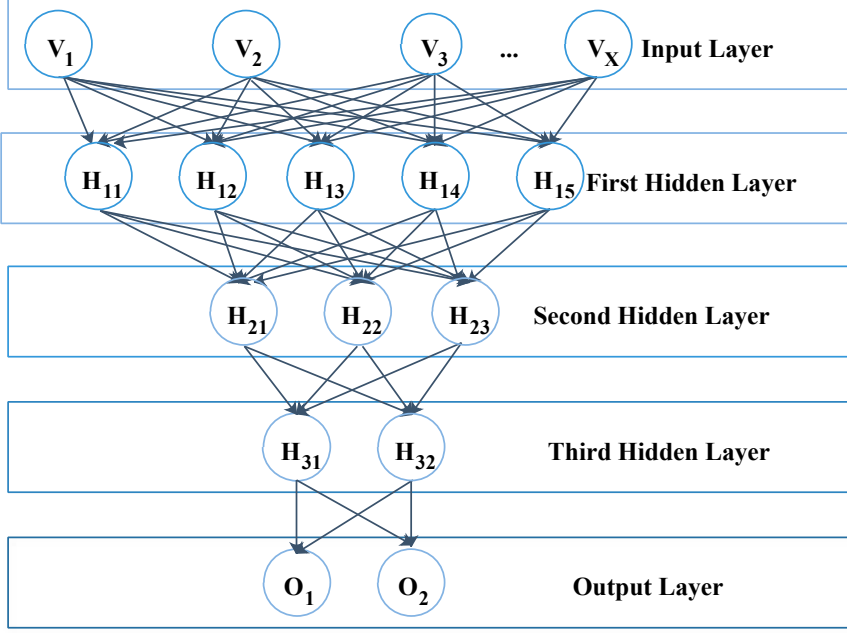 V1 V2 V3 ... VX Input Layer
H11 H12 H13 H14 H15 First Hidden Layer
H21 H22 H23 Second Hidden Layer
H31 H32 Third Hidden Layer
O1 O2 Output Layer